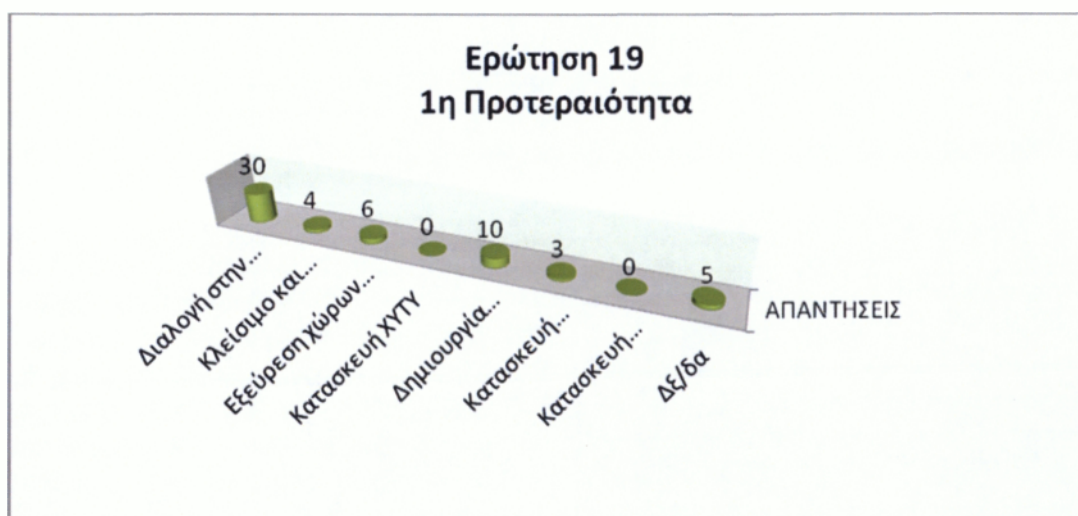 Ερώτηση 19
1η Προτεραιότητα
30
4
6
0
10
3
0
5
Διαλογή στην...
Κλείσιμο και...
Εξεύρεση χώρων...
Κατασκευή ΧΥΤΥ
Δημιουργία...
Κατασκευή...
Κατασκευή...
Δξ/δα
ΑΠΑΝΤΗΣΕΙΣ